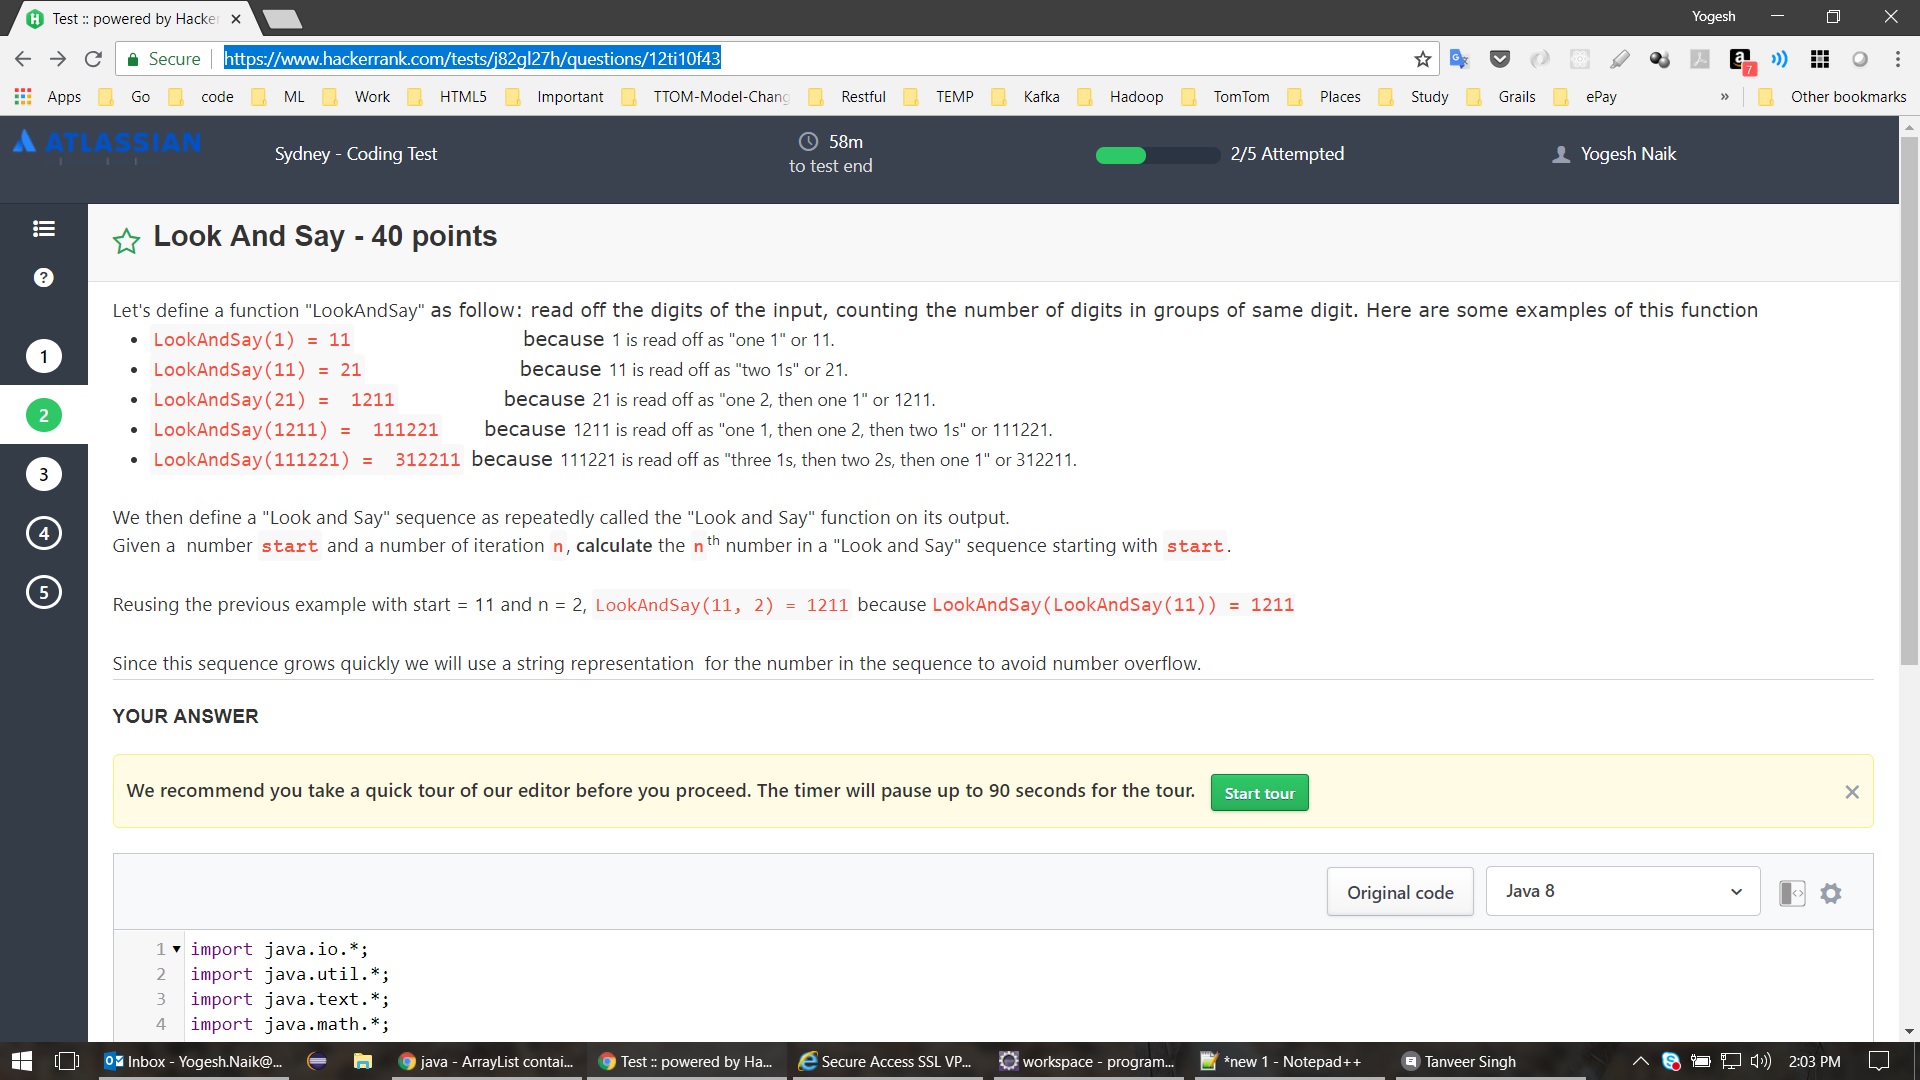 Test :: powered by Hacke
Yogesh
Secure
https://www.hackerrank.com/tests/j82gl27h/questions/12ti10f43
7
Apps Go code ML Work HTML5 Important TTOM-Model-Chang Restful TEMP Kafka Hadoop TomTom Places Study Grails ePay » Other bookmarks
ATLASSIAN
Sydney - Coding Test
58m
to test end
2/5 Attempted
Yogesh Naik
Look And Say - 40 points
?
1
2
3
4
5
Let's define a function "LookAndSay" as follow: read off the digits of the input, counting the number of digits in groups of same digit. Here are some examples of this function
• LookAndSay(1) = 11 because 1 is read off as "one 1" or 11.
• LookAndSay(11) = 21 because 11 is read off as "two 1s" or 21.
• LookAndSay(21) = 1211 because 21 is read off as "one 2, then one 1" or 1211.
• LookAndSay(1211) = 111221 because 1211 is read off as "one 1, then one 2, then two 1s" or 111221.
• LookAndSay(111221) = 312211 because 111221 is read off as "three 1s, then two 2s, then one 1" or 312211.
We then define a "Look and Say" sequence as repeatedly called the "Look and Say" function on its output.
Given a number start and a number of iteration n, calculate the nth number in a "Look and Say" sequence starting with start.
Reusing the previous example with start = 11 and n = 2, LookAndSay(11, 2) = 1211 because LookAndSay(LookAndSay(11)) = 1211
Since this sequence grows quickly we will use a string representation for the number in the sequence to avoid number overflow.
YOUR ANSWER
We recommend you take a quick tour of our editor before you proceed. The timer will pause up to 90 seconds for the tour. Start tour
Original code
Java 8
1 import java.io.*;
2 import java.util.*;
3 import java.text.*;
4 import java.math.*;
Inbox - Yogesh.Naik@... java - ArrayList contai... Test :: powered by Ha... Secure Access SSL VP... workspace - program... *new 1 - Notepad++ Tanveer Singh 2:03 PM